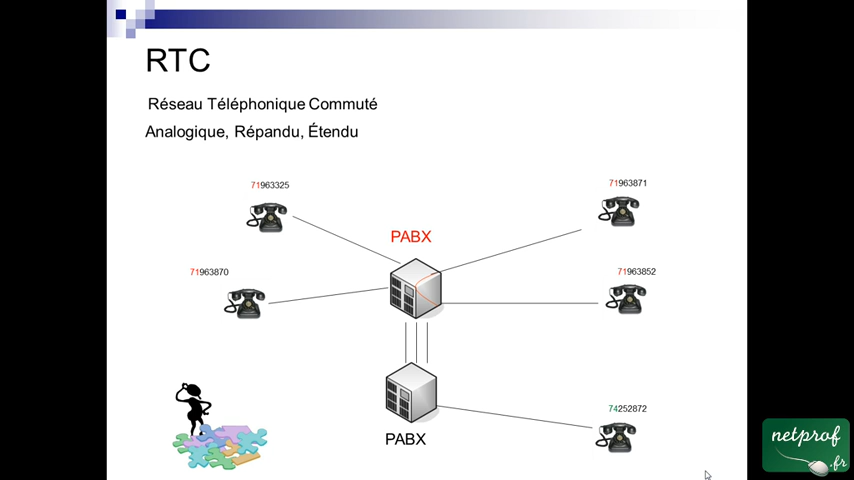 RTC
Réseau Téléphonique Commuté
Analogique, Répandu, Étendu
71963325
71963871
PABX
71963870
71963852
74252872
PABX
netprof
.fr